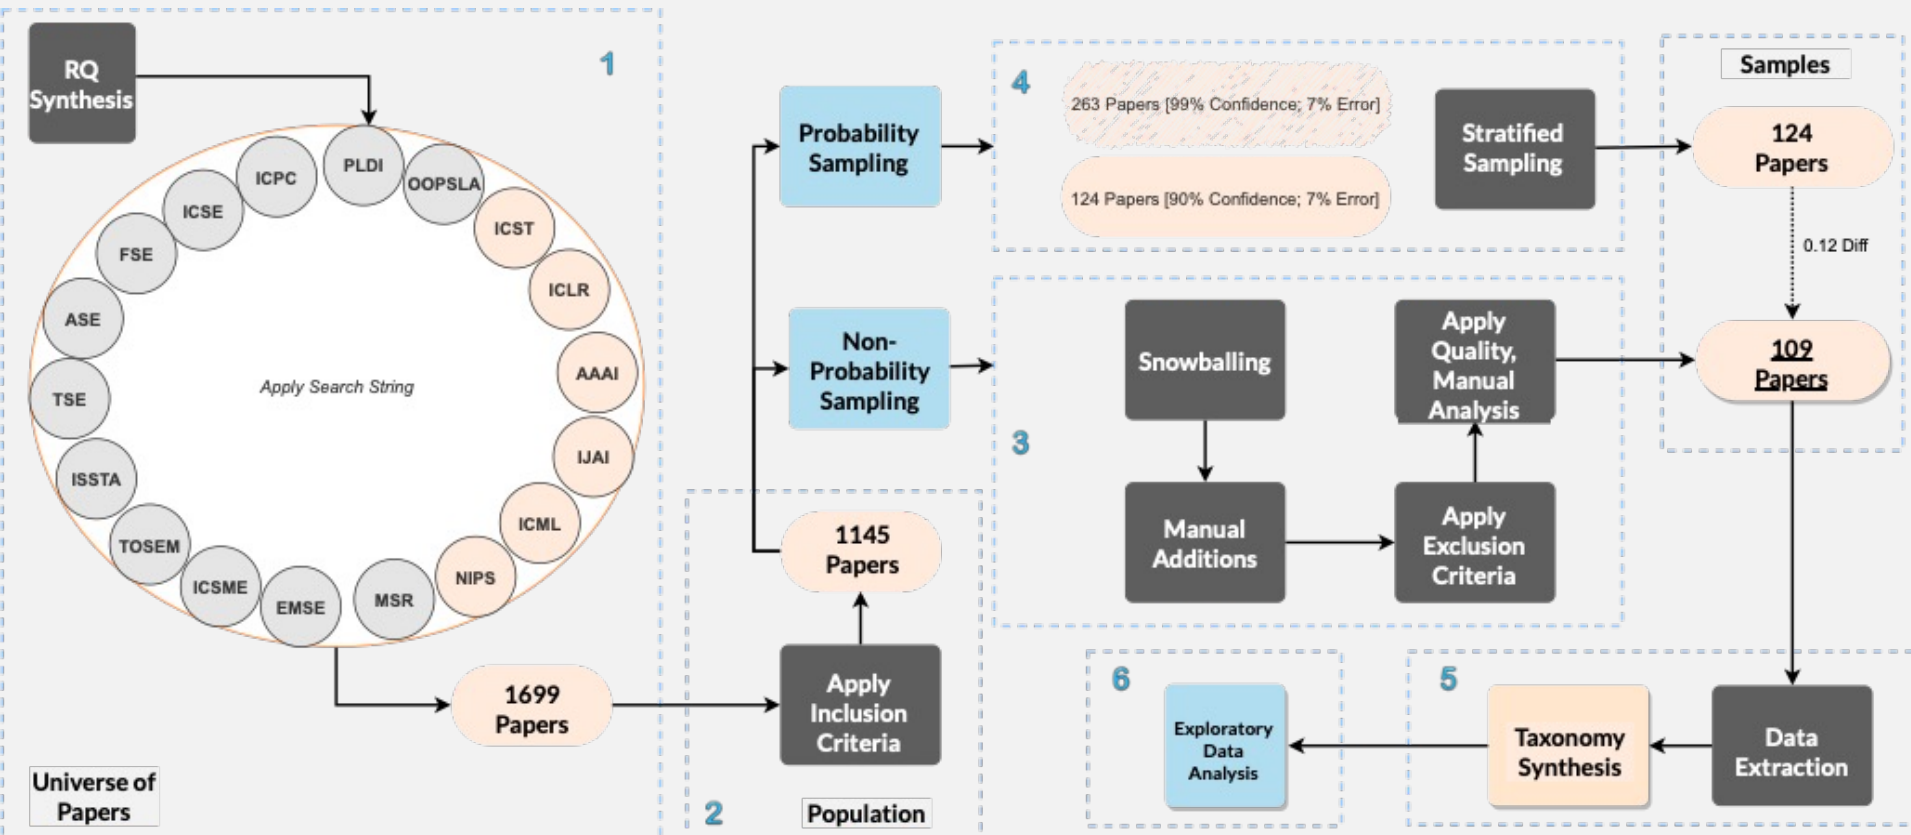 RQ
Synthesis
1
PLDI
OOPSLA
ICST
ICLR
AAAI
IJAI
ICML
NIPS
MSR
EMSE
ICSME
TOSEM
ISSTA
TSE
ASE
FSE
ICSE
ICPC
Apply Search String
1699
Papers
Universe of
Papers
Apply
Inclusion
Criteria
1145
Papers
2
Population
Probability
Sampling
Non-
Probability
Sampling
4
263 Papers [99% Confidence; 7% Error]
124 Papers [90% Confidence; 7% Error]
Stratified
Sampling
3
Snowballing
Manual
Additions
Apply
Exclusion
Criteria
Apply
Quality,
Manual
Analysis
Samples
124
Papers
0.12 Diff
109
Papers
5
Data
Extraction
Taxonomy
Synthesis
6
Exploratory
Data
Analysis